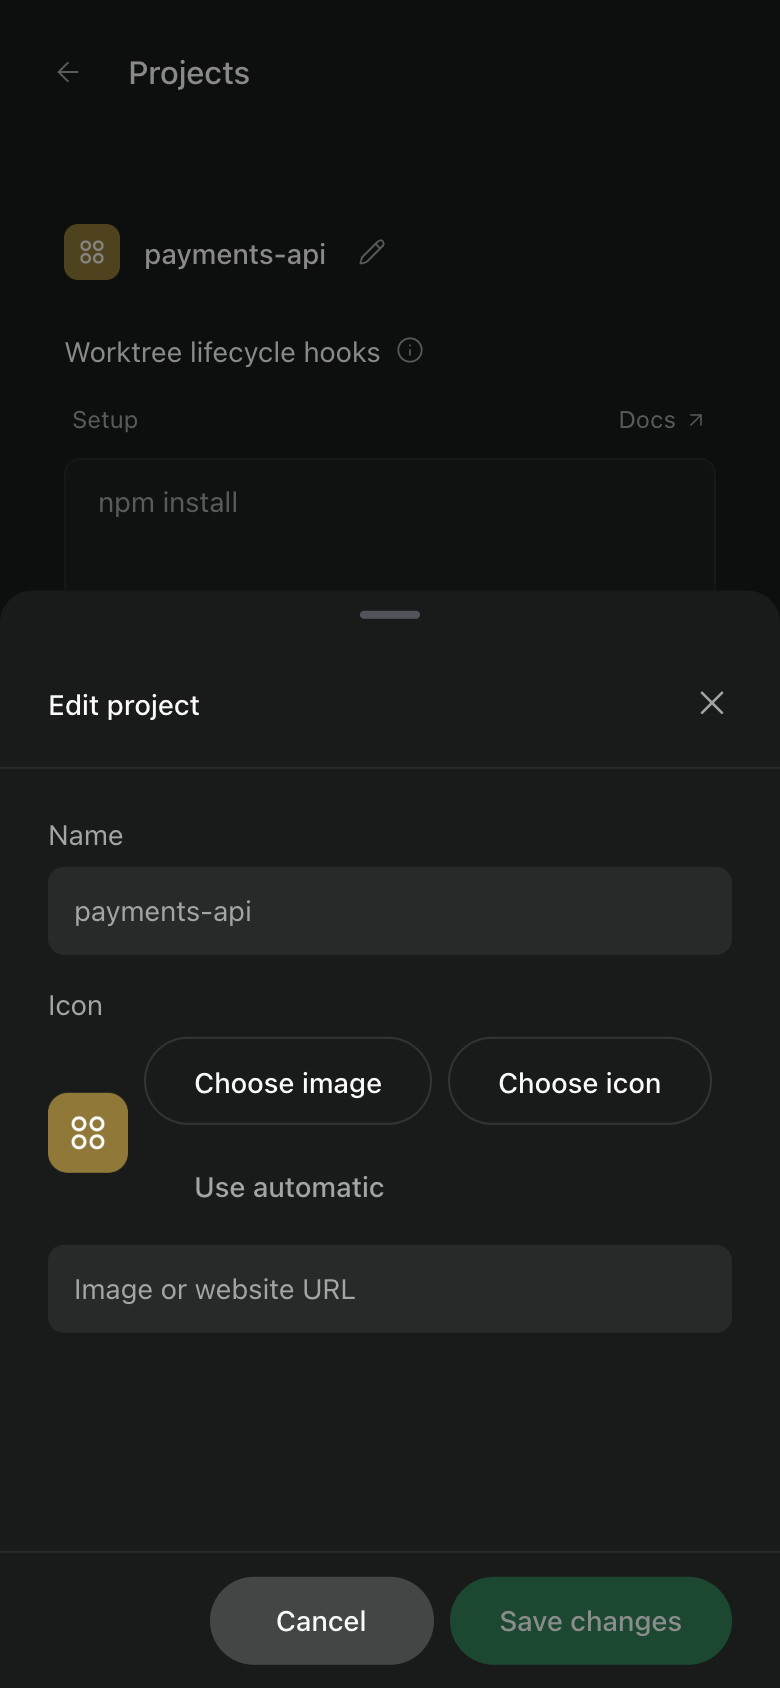 Projects
payments-api
Worktree lifecycle hooks
Setup
Docs
npm install
Edit project
Name
payments-api
Icon
Choose image
Choose icon
Use automatic
Image or website URL
Cancel
Save changes